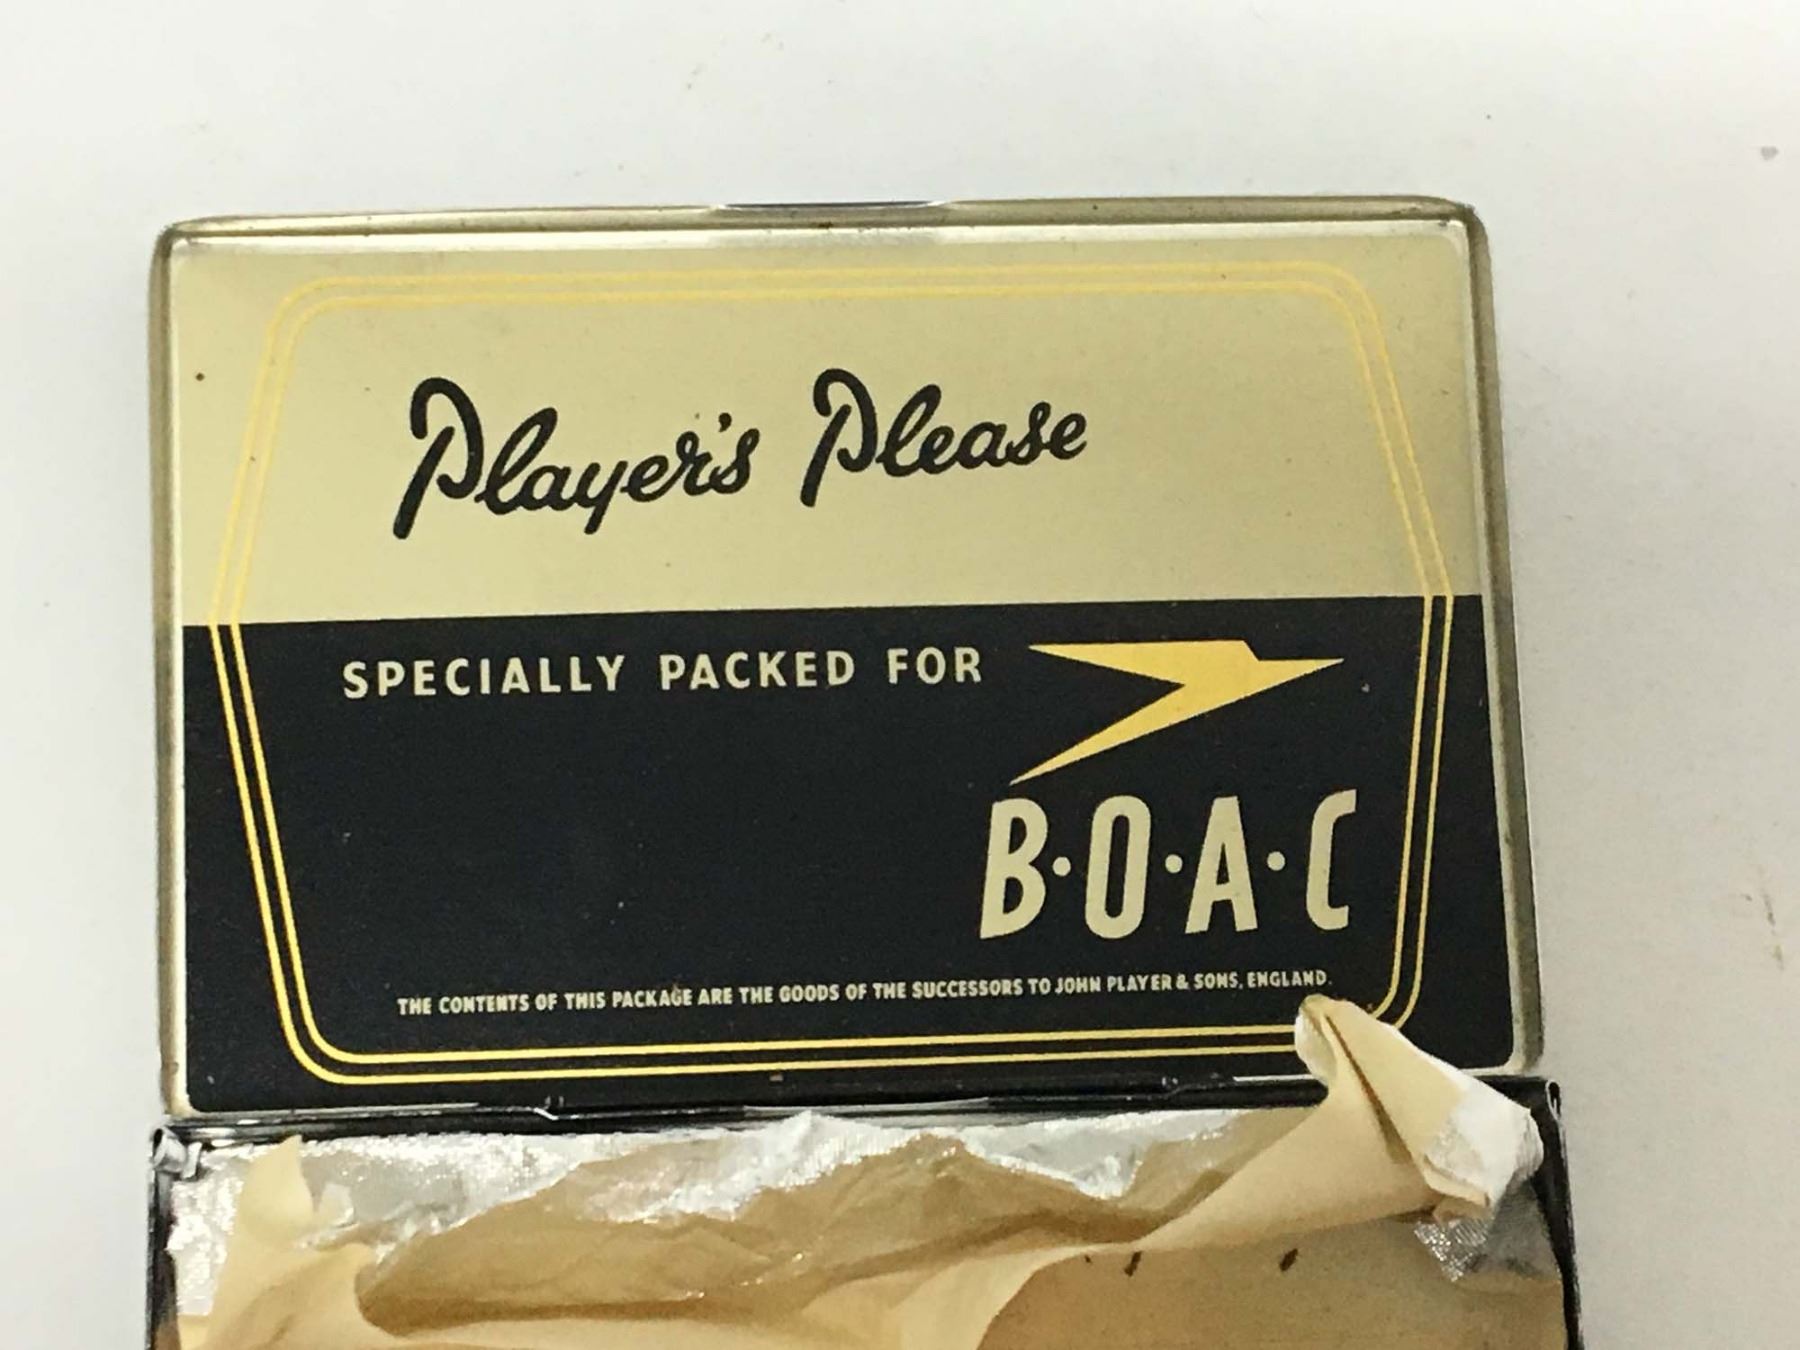 Player's Please
SPECIALLY PACKED FOR
B·O·A·C
THE CONTENTS OF THIS PACKAGE ARE THE GOODS OF THE SUCCESSORS TO JOHN PLAYER & SONS, ENGLAND.